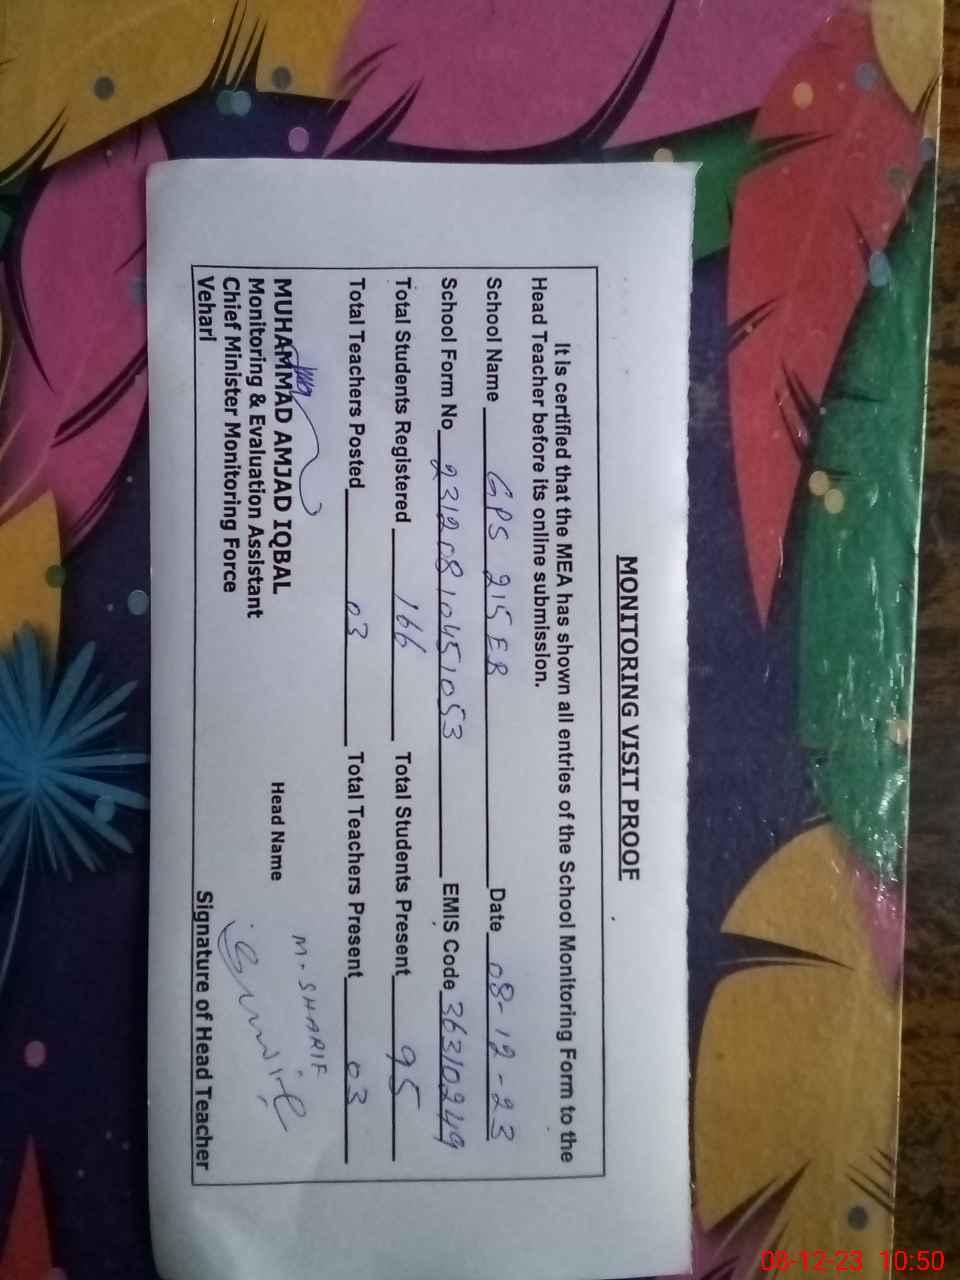 MONITORING VISIT PROOF
It is certified that the MEA has shown all entries of the School Monitoring Form to the
Head Teacher before its online submission.
School Name GPS 215 EB Date 08-12-23
School Form No 231208 1045 1053 EMIS Code 36310249
Total Students Registered 166 Total Students Present 95
Total Teachers Posted 03 Total Teachers Present 03
MUHAMMAD AMJAD IQBAL Head Name M. SHARIF
Monitoring & Evaluation Assistant
Chief Minister Monitoring Force
Vehari Signature of Head Teacher
08-12-23 10:50